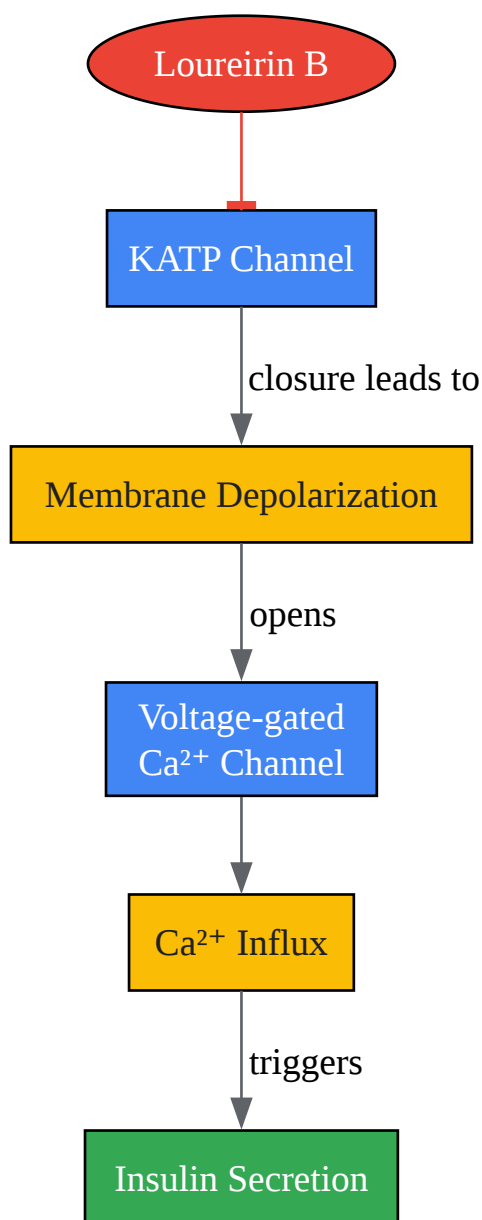 Loureirin B
KATP Channel
closure leads to
Membrane Depolarization
opens
Voltage-gated
Ca²⁺ Channel
Ca²⁺ Influx
triggers
Insulin Secretion